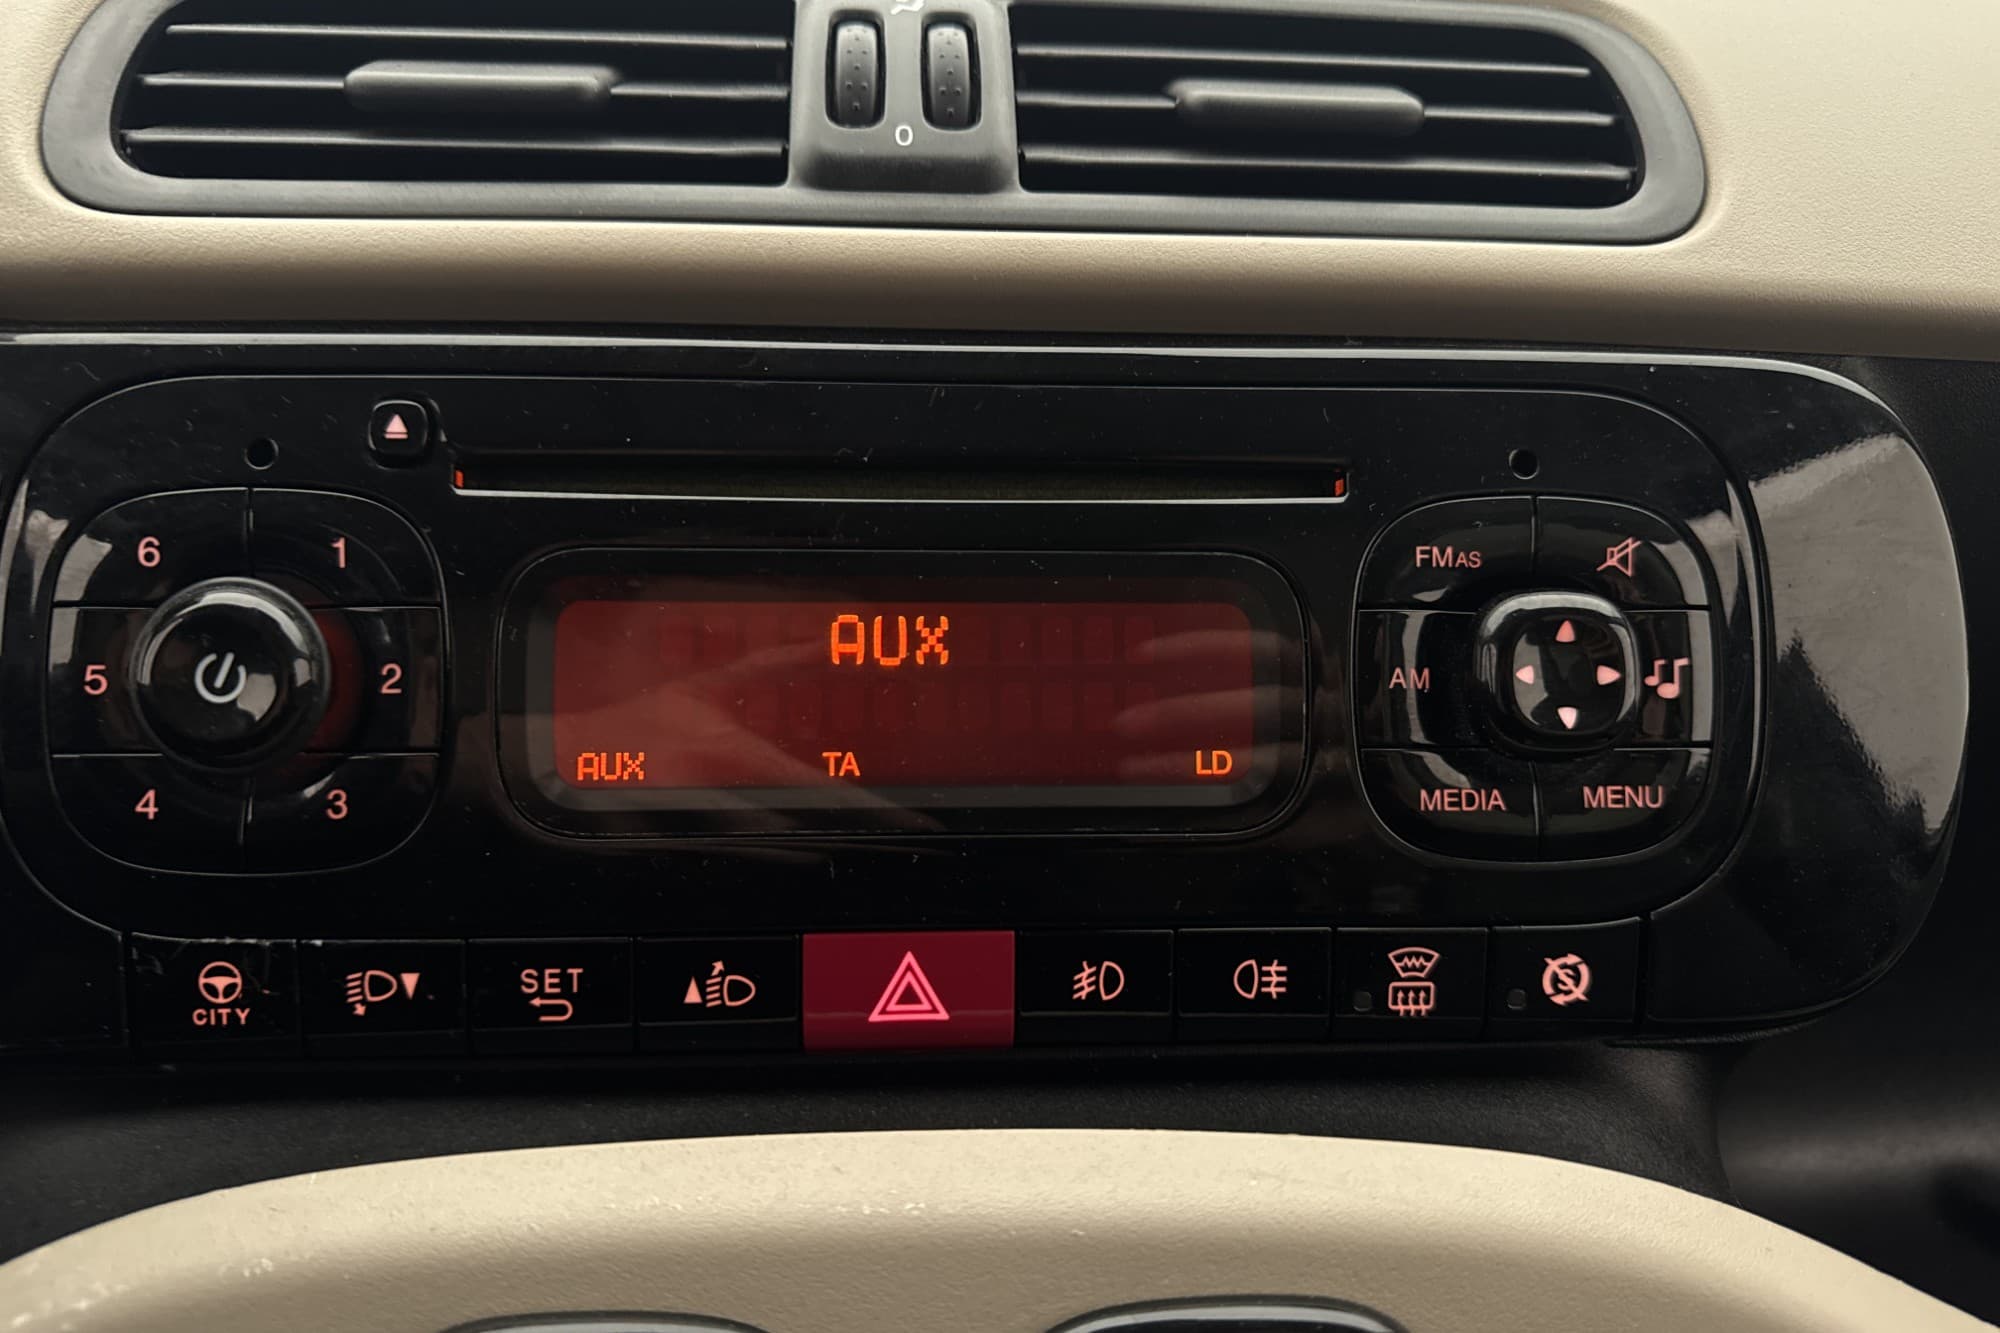 0
6 1
FM AS
AUX
5 2
AM
AUX TA LD
4 3
MEDIA MENU
CITY
SET